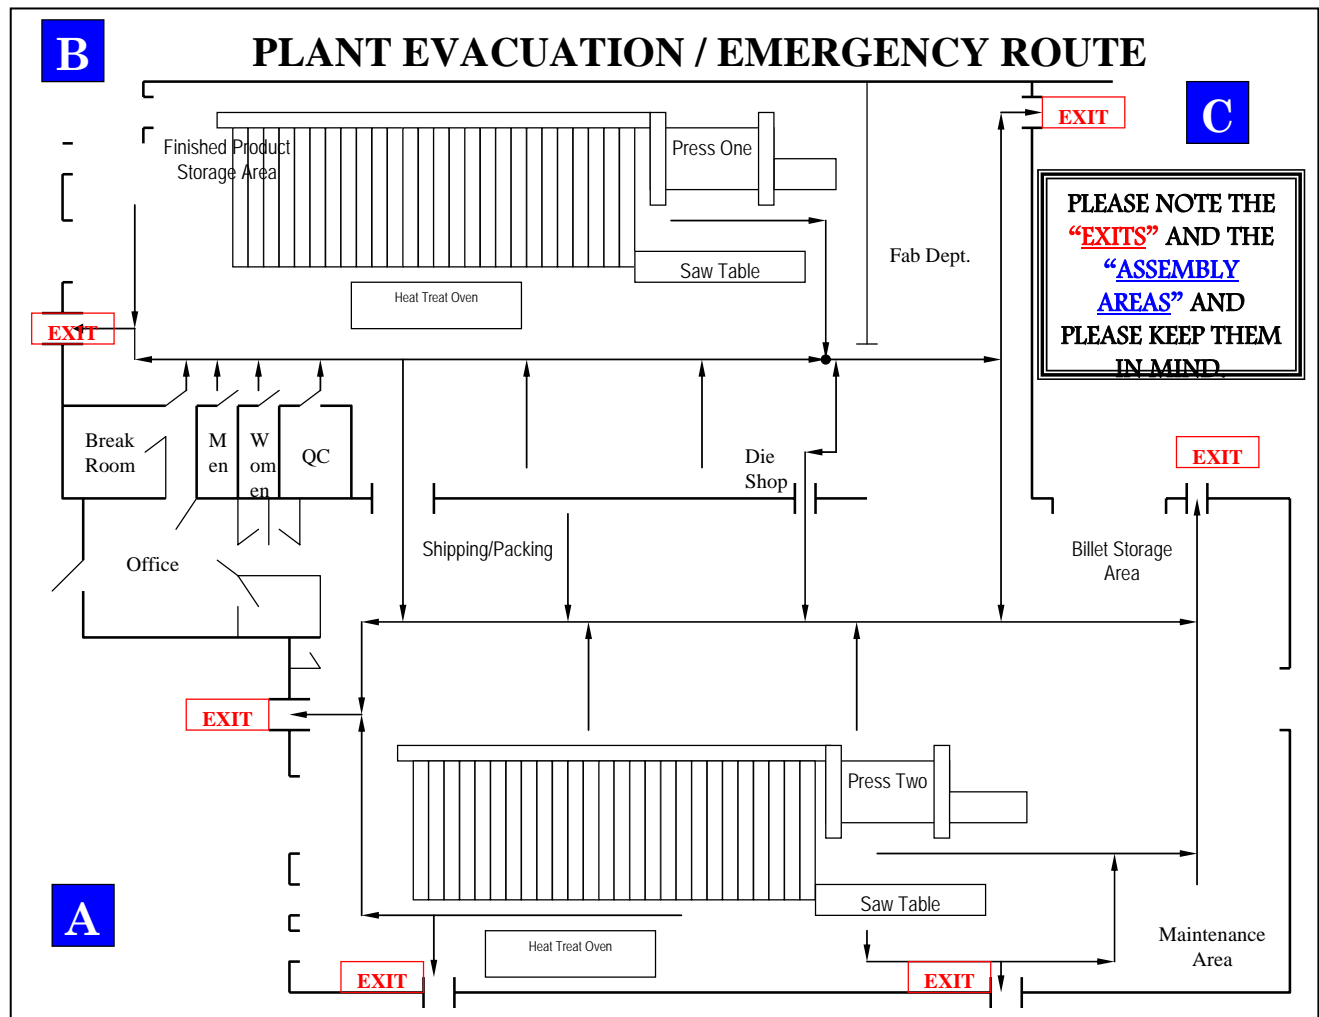 B
PLANT EVACUATION / EMERGENCY ROUTE
C
EXIT
Finished Product
Storage Area
Press One
PLEASE NOTE THE
“EXITS” AND THE
“ASSEMBLY
AREAS” AND
PLEASE KEEP THEM
IN MIND.
Fab Dept.
Saw Table
Heat Treat Oven
EXIT
Break
Room
M
en
W
om
en
QC
Die
Shop
EXIT
Office
Shipping/Packing
Billet Storage
Area
EXIT
Press Two
A
Saw Table
Heat Treat Oven
Maintenance
Area
EXIT
EXIT